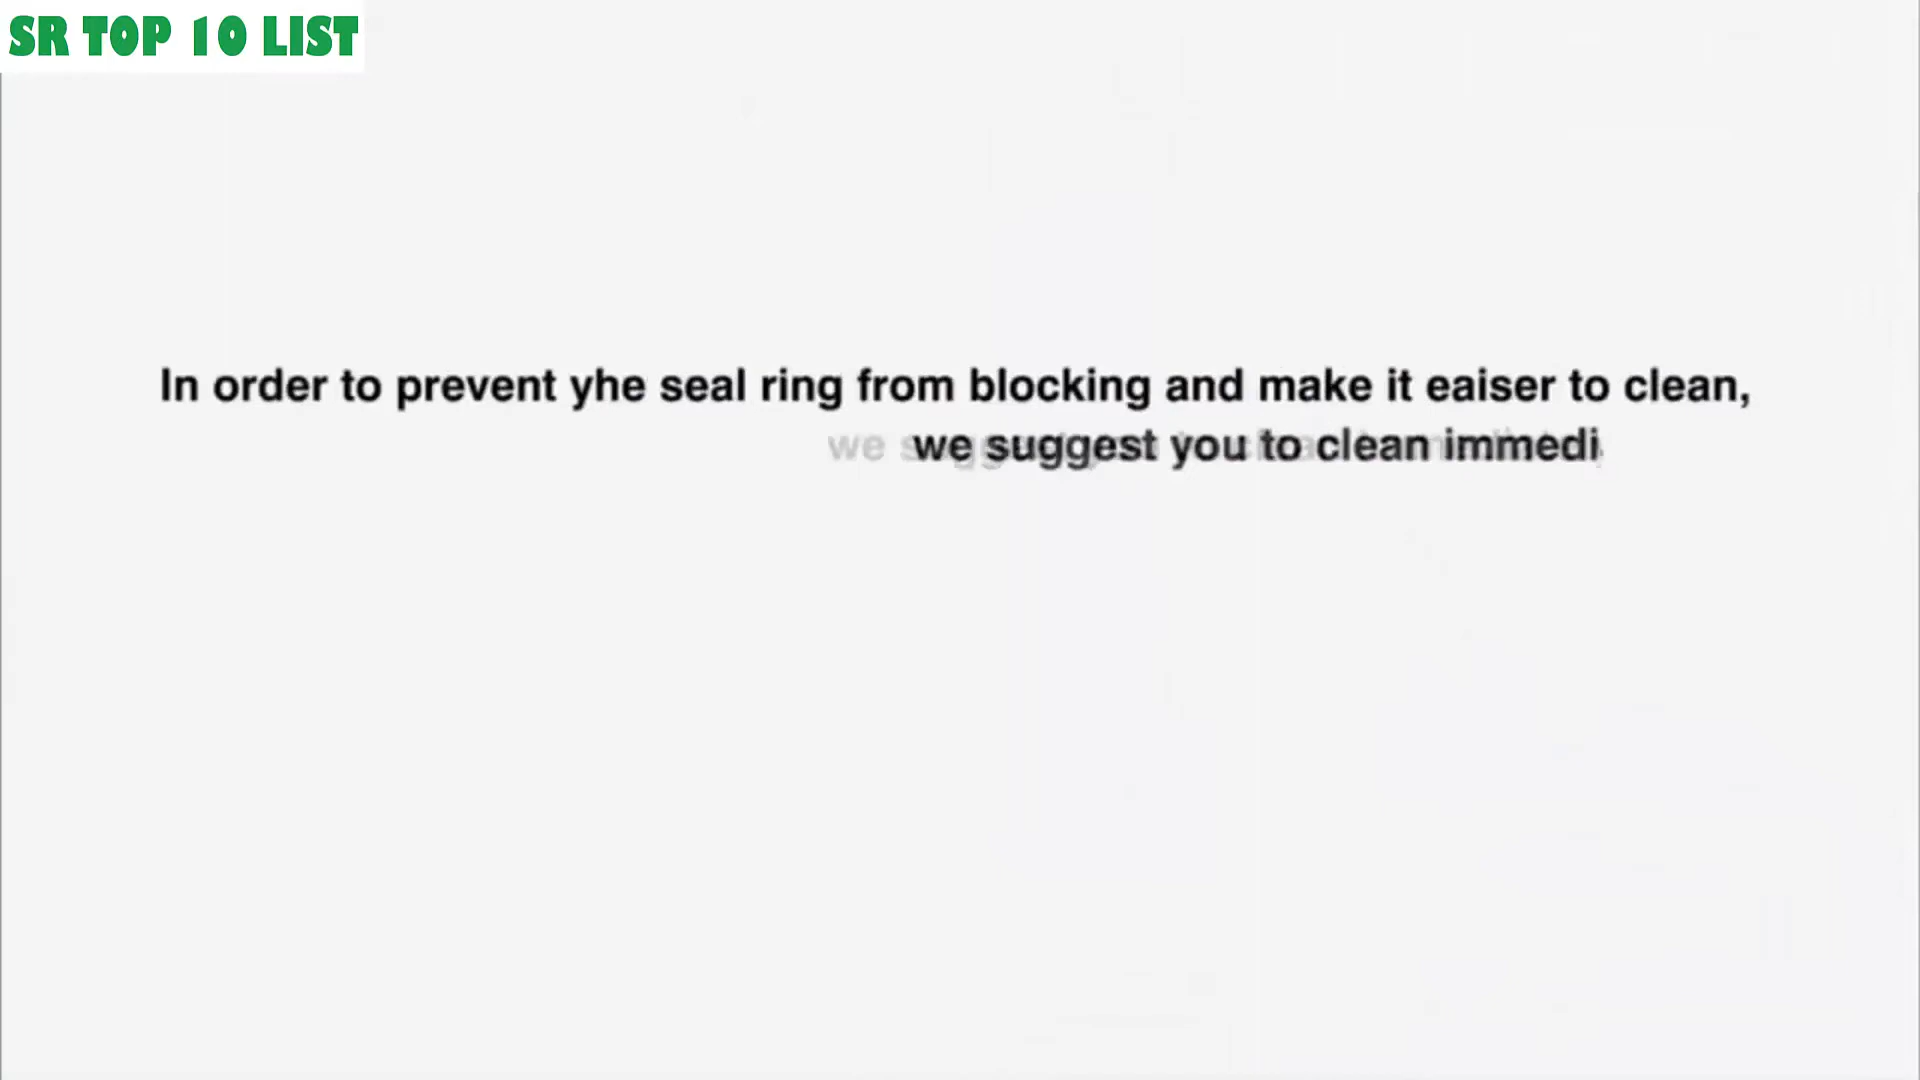 SR TOP 10 LIST
In order to prevent yhe seal ring from blocking and make it eaiser to clean,
we suggest you to clean immedi